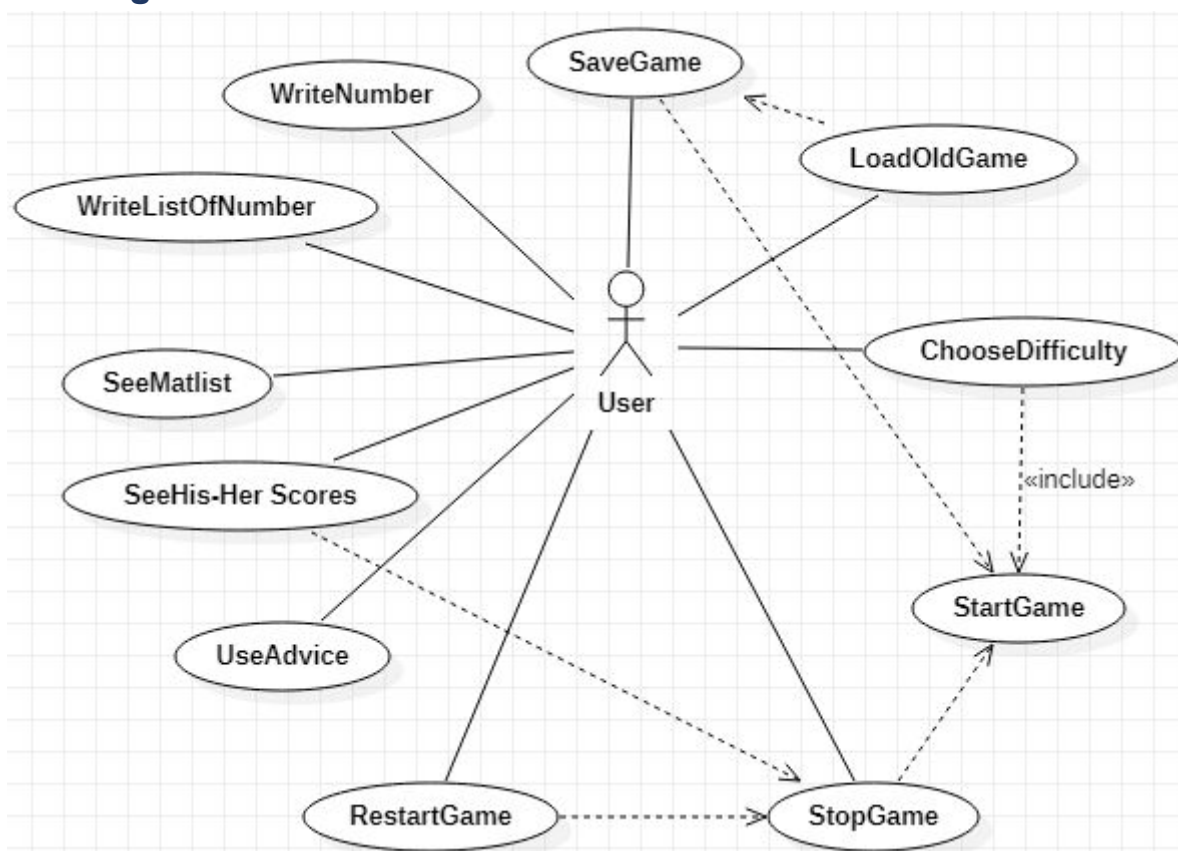 SaveGame
WriteNumber
LoadOldGame
WriteListOfNumber
ChooseDifficulty
SeeMatlist
User
«include»
SeeHis-Her Scores
StartGame
UseAdvice
RestartGame
StopGame